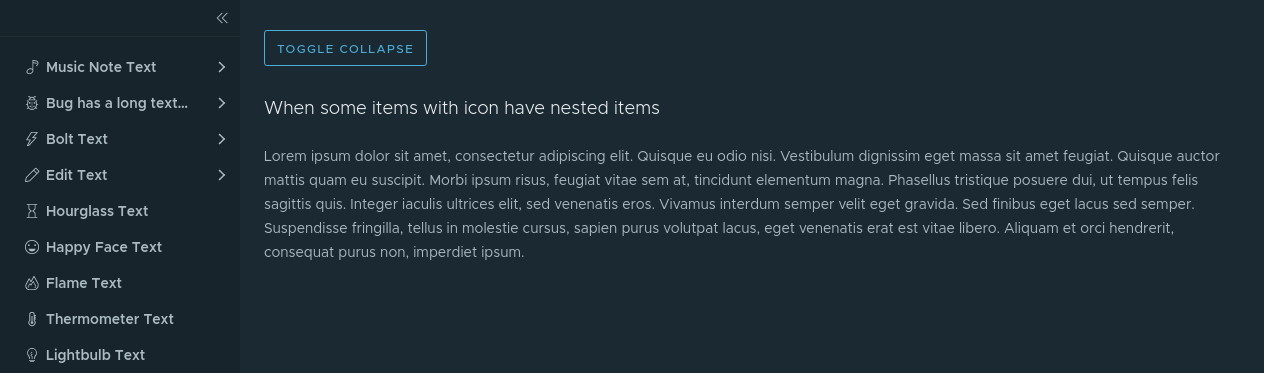 Music Note Text
Bug has a long text...
Bolt Text
Edit Text
Hourglass Text
Happy Face Text
Flame Text
Thermometer Text
Lightbulb Text
TOGGLE COLLAPSE
When some items with icon have nested items
Lorem ipsum dolor sit amet, consectetur adipiscing elit. Quisque eu odio nisi. Vestibulum dignissim eget massa sit amet feugiat. Quisque auctor
mattis quam eu suscipit. Morbi ipsum risus, feugiat vitae sem at, tincidunt elementum magna. Phasellus tristique posuere dui, ut tempus felis
sagittis quis. Integer iaculis ultrices elit, sed venenatis eros. Vivamus interdum semper velit eget gravida. Sed finibus eget lacus sed semper.
Suspendisse fringilla, tellus in molestie cursus, sapien purus volutpat lacus, eget venenatis erat est vitae libero. Aliquam et orci hendrerit,
consequat purus non, imperdiet ipsum.